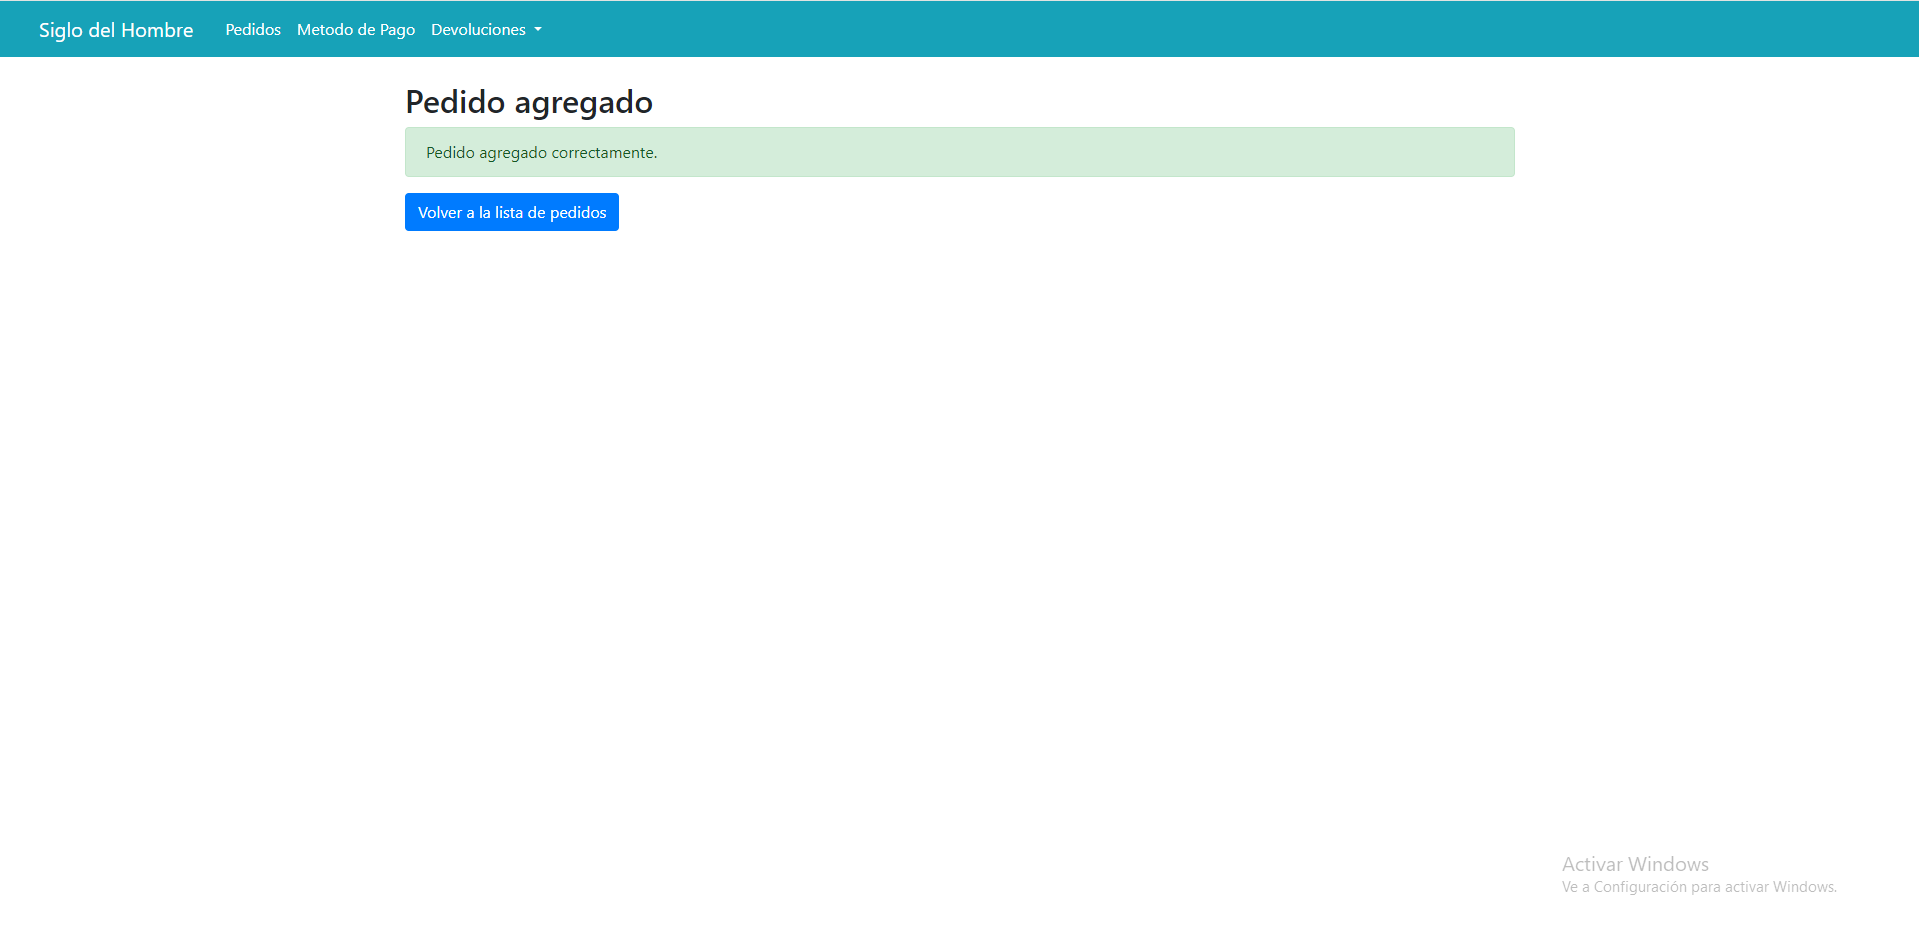 Siglo del Hombre Pedidos Metodo de Pago Devoluciones
Pedido agregado
Pedido agregado correctamente.
Volver a la lista de pedidos
Activar Windows
Ve a Configuración para activar Windows.